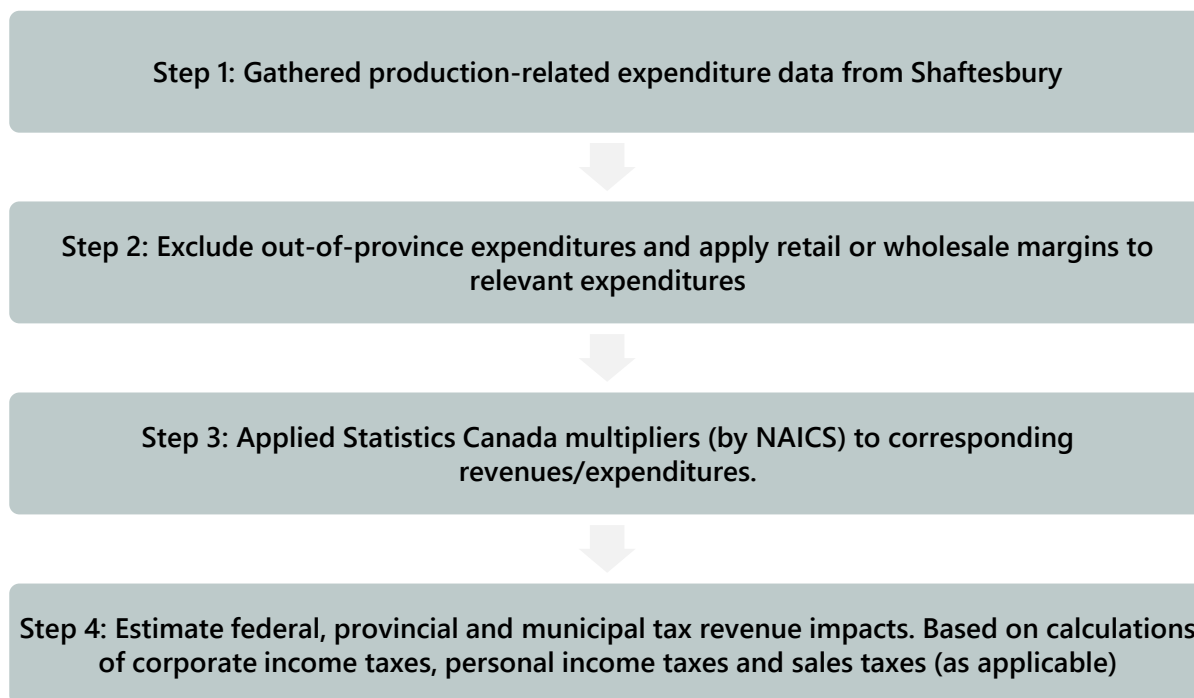 Step 1: Gathered production-related expenditure data from Shaftesbury
Step 2: Exclude out-of-province expenditures and apply retail or wholesale margins to
relevant expenditures
Step 3: Applied Statistics Canada multipliers (by NAICS) to corresponding
revenues/expenditures.
Step 4: Estimate federal, provincial and municipal tax revenue impacts. Based on calculations
of corporate income taxes, personal income taxes and sales taxes (as applicable)